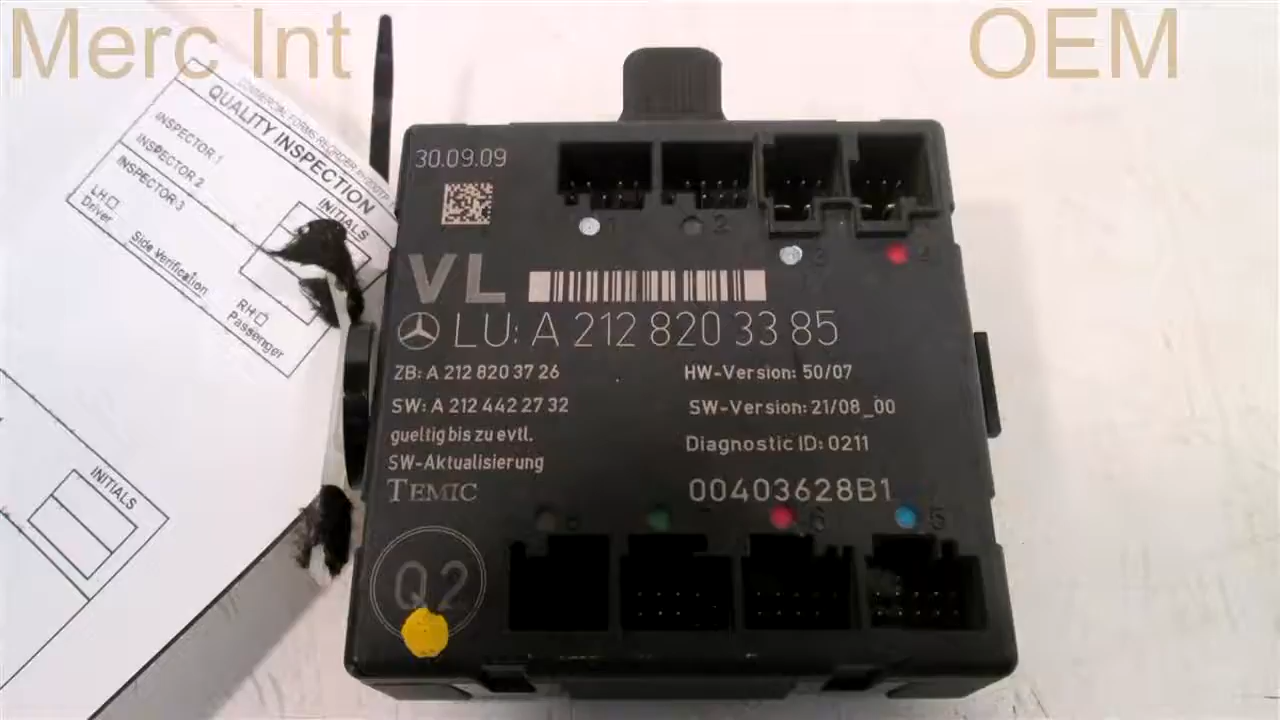 Merc Int
OEM
COMMERCIAL FORMS REORDER
QUALITY INSPECTION
INSPECTOR 1
INSPECTOR 2
INSPECTOR 3
INITIALS
LH
Driver
Side Verification
RH
Passenger
INITIALS
30.09.09
1 2 3 4
VL
LU: A 212 820 33 85
ZB: A 212 820 37 26
HW-Version: 50/07
SW: A 212 442 27 32
SW-Version: 21/08_00
gueltig bis zu evtl.
Diagnostic ID: 0211
SW-Aktualisierung
TEMIC
00403628B1
6 5
Q2